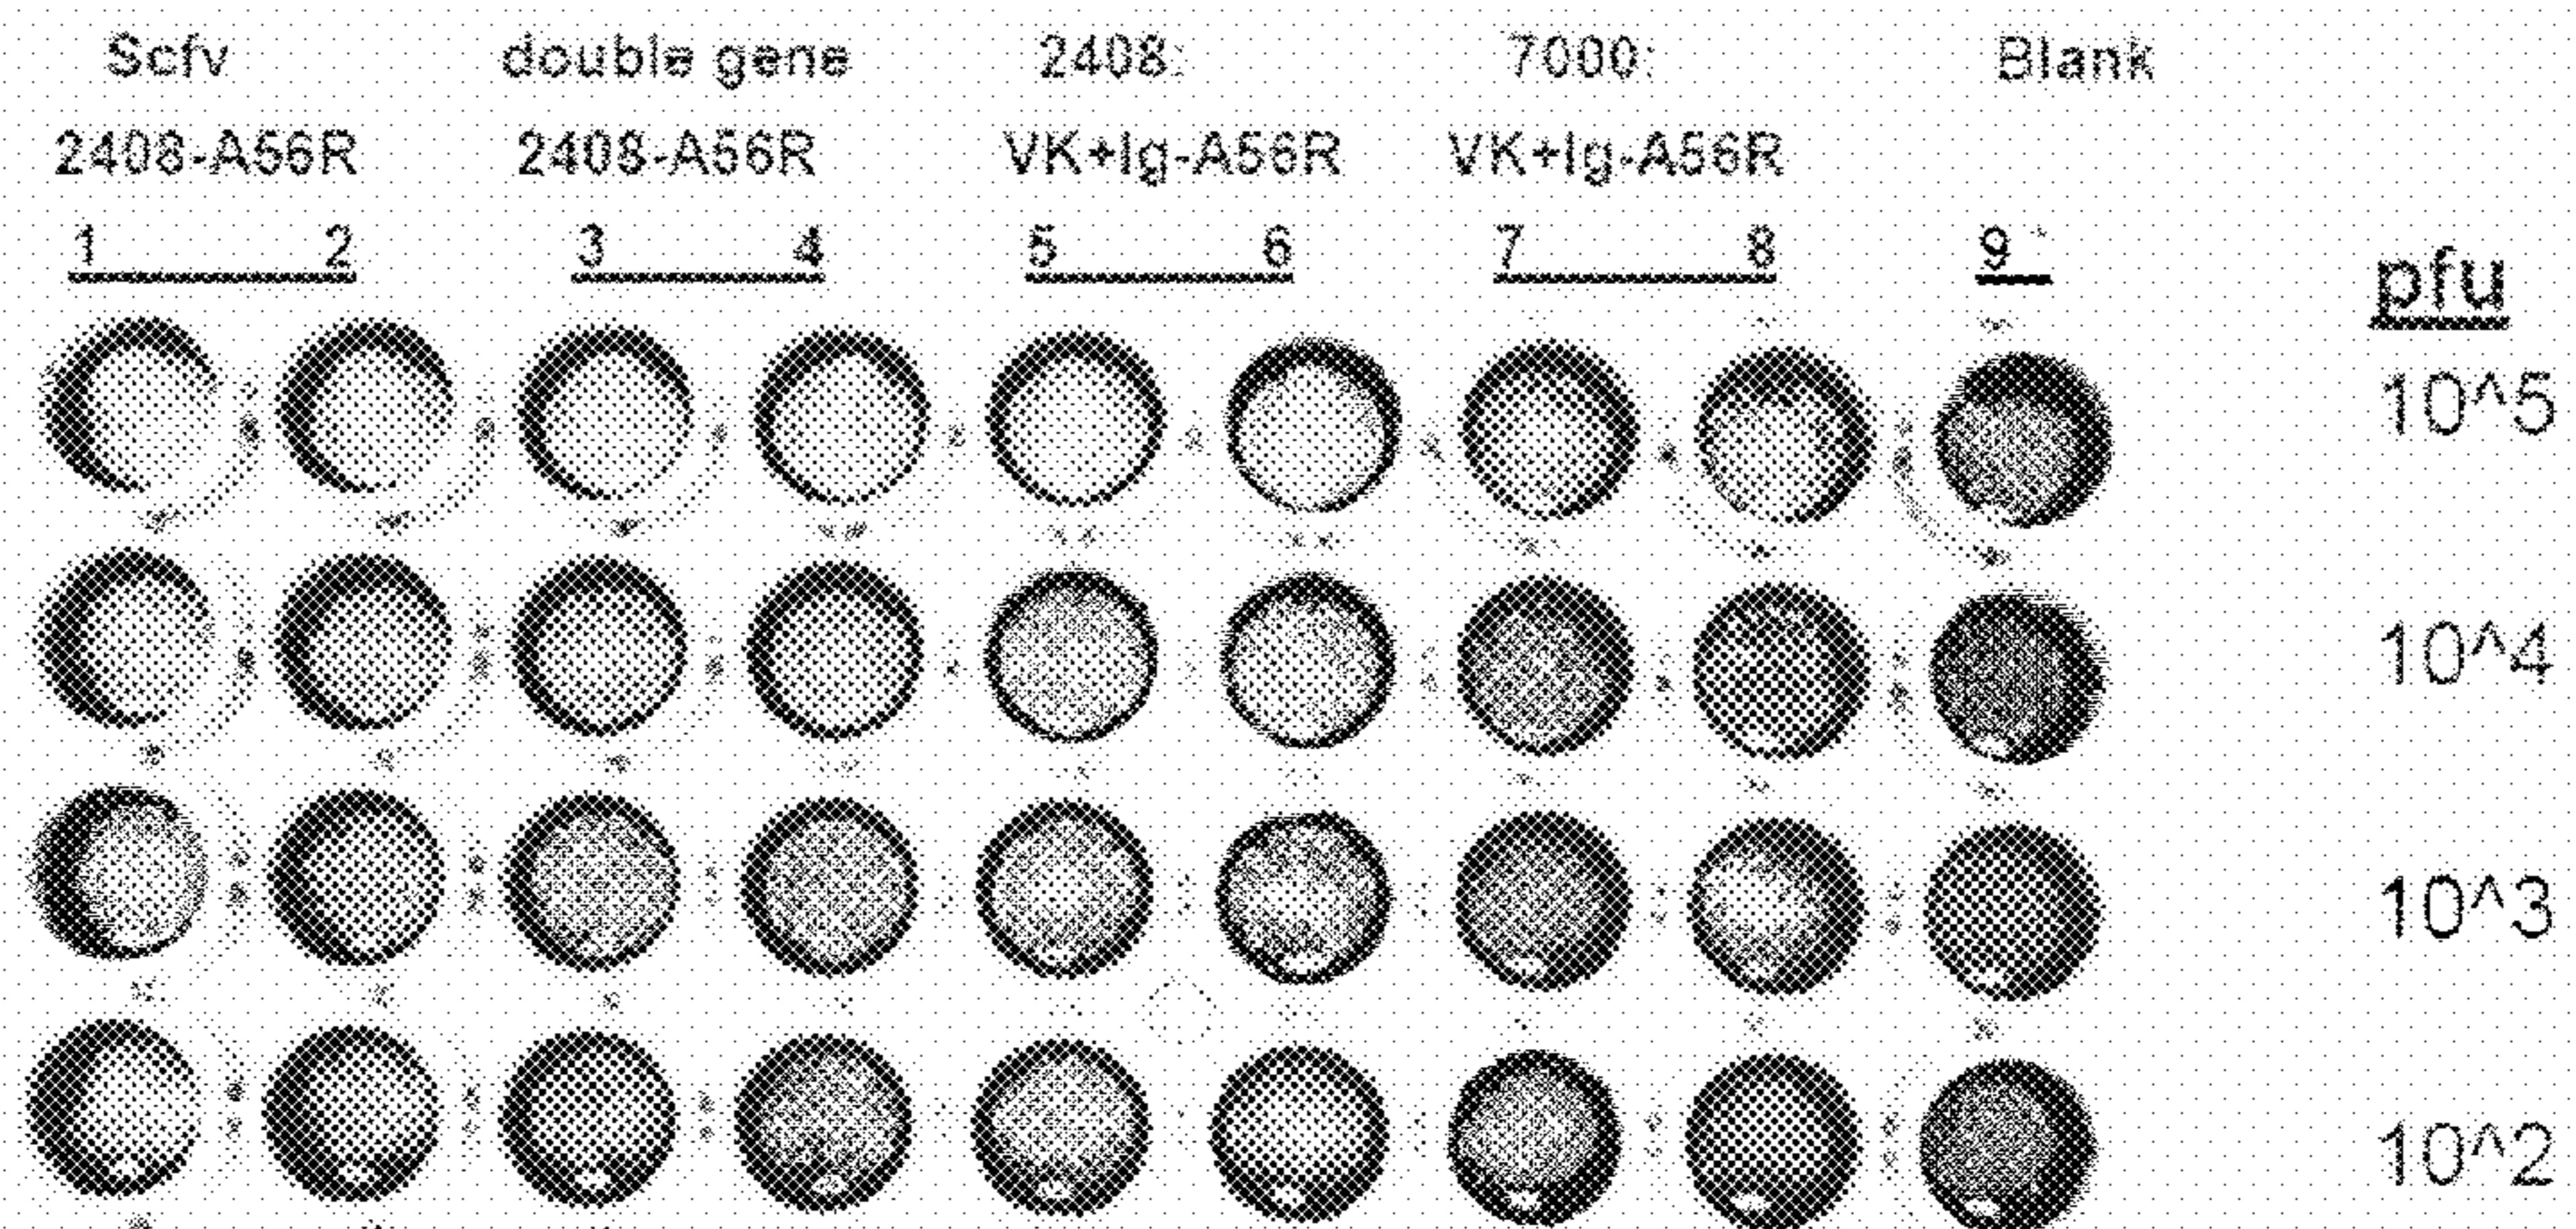 Scfv double gene 2408: 7000: Blank
2408-A56R 2408-A56R VK+Ig-A56R VK+Ig-A56R
1 2 3 4 5 6 7 8 9
pfu
10^5
10^4
10^3
10^2